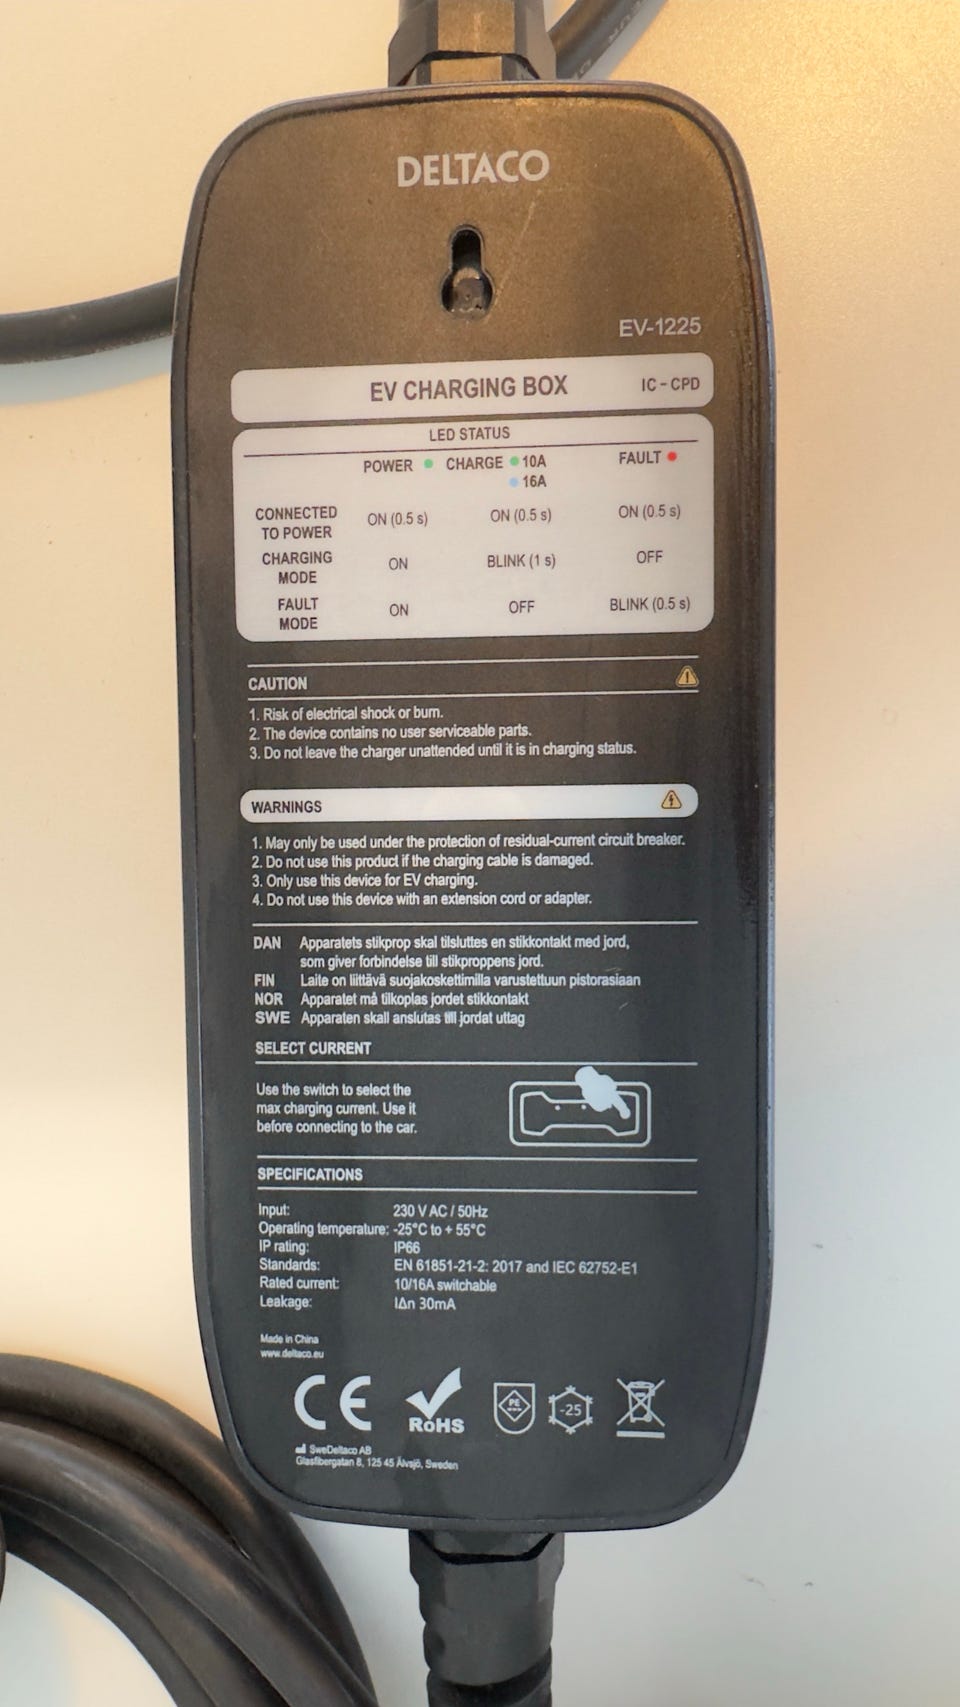 DELTACO
EV-1225
EV CHARGING BOX IC - CPD
LED STATUS
POWER CHARGE 10A FAULT
16A
CONNECTED
TO POWER ON (0.5 s) ON (0.5 s) ON (0.5 s)
CHARGING
MODE ON BLINK (1 s) OFF
FAULT
MODE ON OFF BLINK (0.5 s)
CAUTION
1. Risk of electrical shock or burn.
2. The device contains no user serviceable parts.
3. Do not leave the charger unattended until it is in charging status.
WARNINGS
1. May only be used under the protection of residual-current circuit breaker.
2. Do not use this product if the charging cable is damaged.
3. Only use this device for EV charging.
4. Do not use this device with an extension cord or adapter.
DAN Apparatets stikprop skal tilsluttes en stikkontakt med jord,
som giver forbindelse till stikproppens jord.
FIN Laite on liittävä suojakoskettimilla varustettuun pistorasiaan
NOR Apparatet må tilkoplas jordet stikkontakt
SWE Apparaten skall anslutas till jordat uttag
SELECT CURRENT
Use the switch to select the
max charging current. Use it
before connecting to the car.
SPECIFICATIONS
Input: 230 V AC / 50Hz
Operating temperature: -25°C to + 55°C
IP rating: IP66
Standards: EN 61851-21-2: 2017 and IEC 62752-E1
Rated current: 10/16A switchable
Leakage: IΔn 30mA
Made in China
www.deltaco.eu
CE RoHS PE -25
SweDeltaco AB
Glasfibergatan 8, 125 45 Älvsjö, Sweden